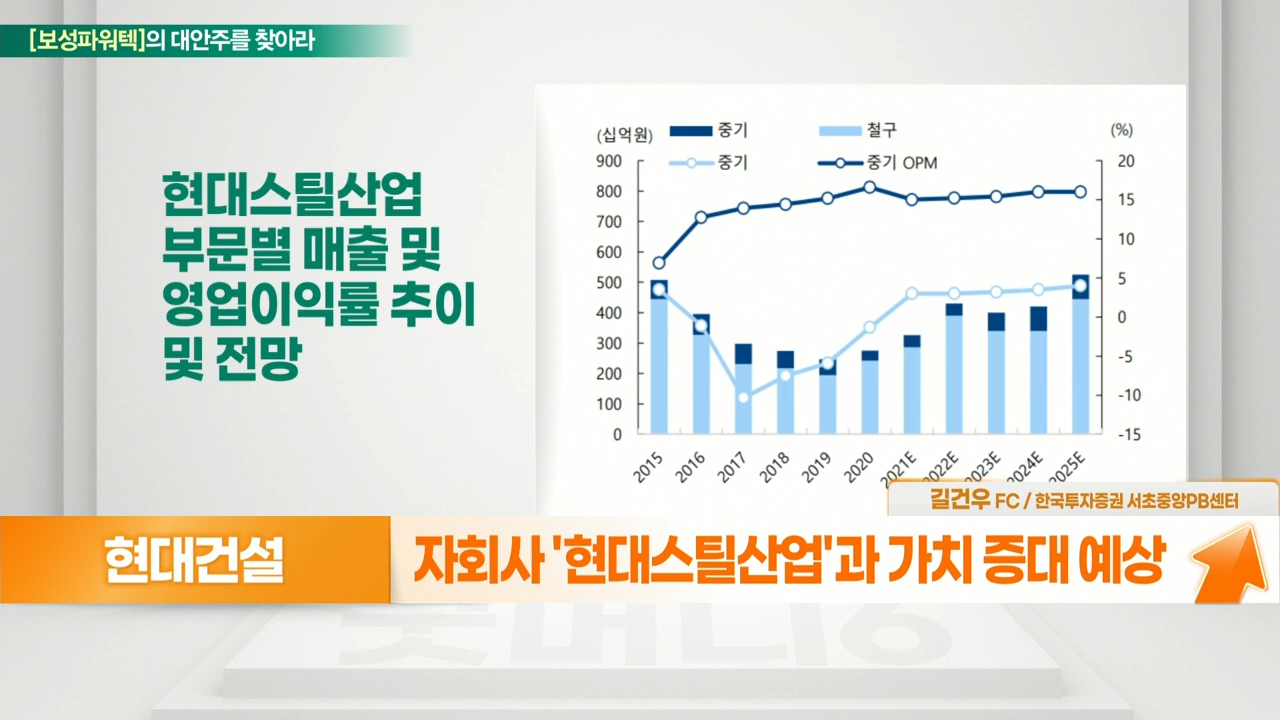 [보성파워텍]의 대안주를 찾아라
현대스틸산업
부문별 매출 및
영업이익률 추이
및 전망
(십억원)
중기
철구
(%)
중기
중기 OPM
900
800
700
600
500
400
300
200
100
0
20
15
10
5
0
-5
-10
-15
2015
2016
2017
2018
2019
2020
2021E
2022E
2023E
2024E
2025E
길건우 FC / 한국투자증권 서초중앙PB센터
현대건설
자회사 '현대스틸산업'과 가치 증대 예상